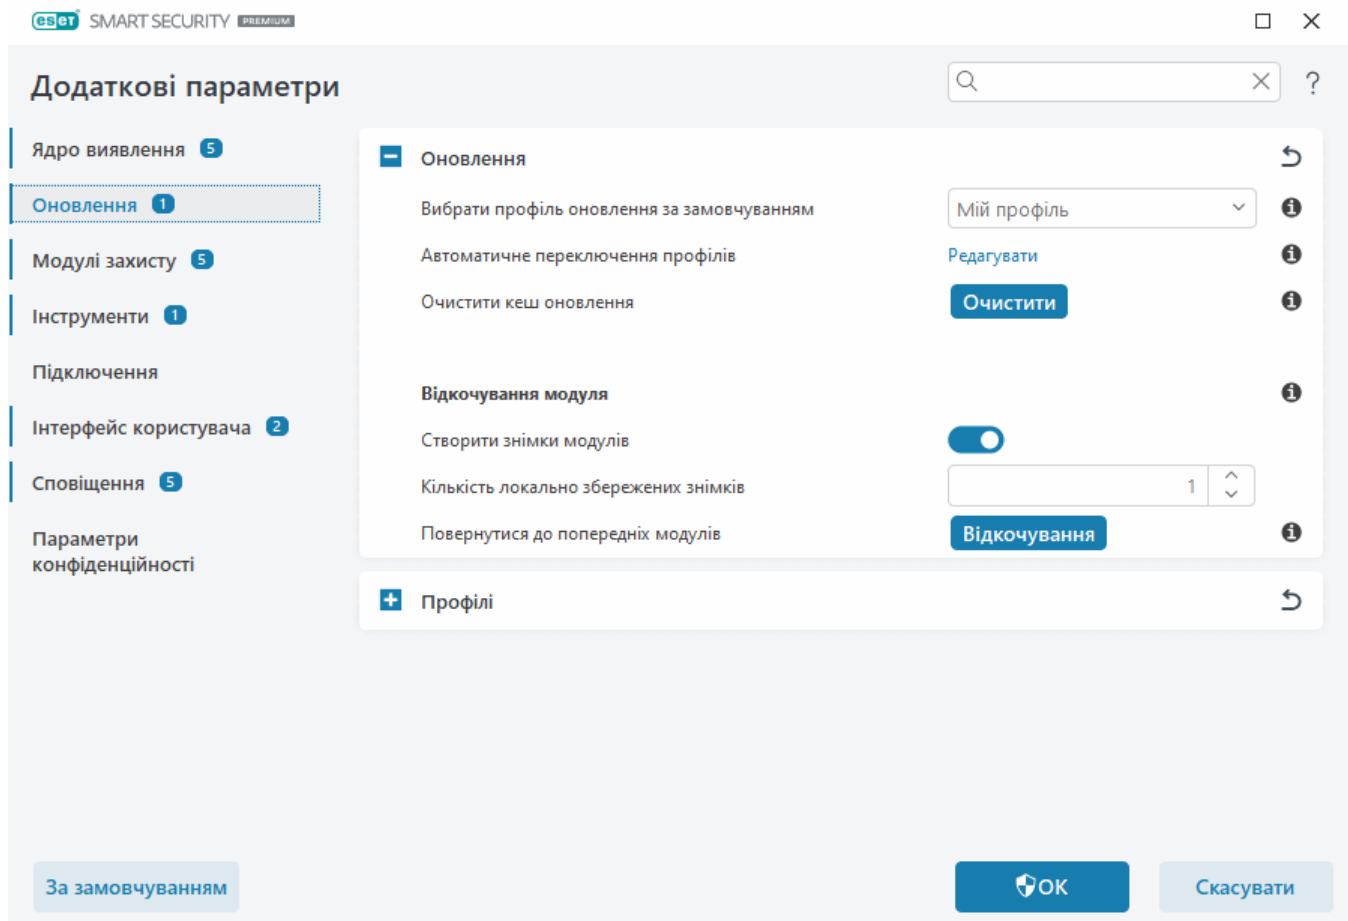 eset SMART SECURITY PREMIUM
Додаткові параметри
?
Ядро виявлення 5
Оновлення 1
Модулі захисту 5
Інструменти 1
Підключення
Інтерфейс користувача 2
Сповіщення 5
Параметри
конфіденційності
Оновлення
Вибрати профіль оновлення за замовчуванням Мій профіль
Автоматичне переключення профілів Редагувати
Очистити кеш оновлення Очистити
Відкочування модуля
Створити знімки модулів
Кількість локально збережених знімків 1
Повернутися до попередніх модулів Відкочування
Профілі
За замовчуванням ОК Скасувати